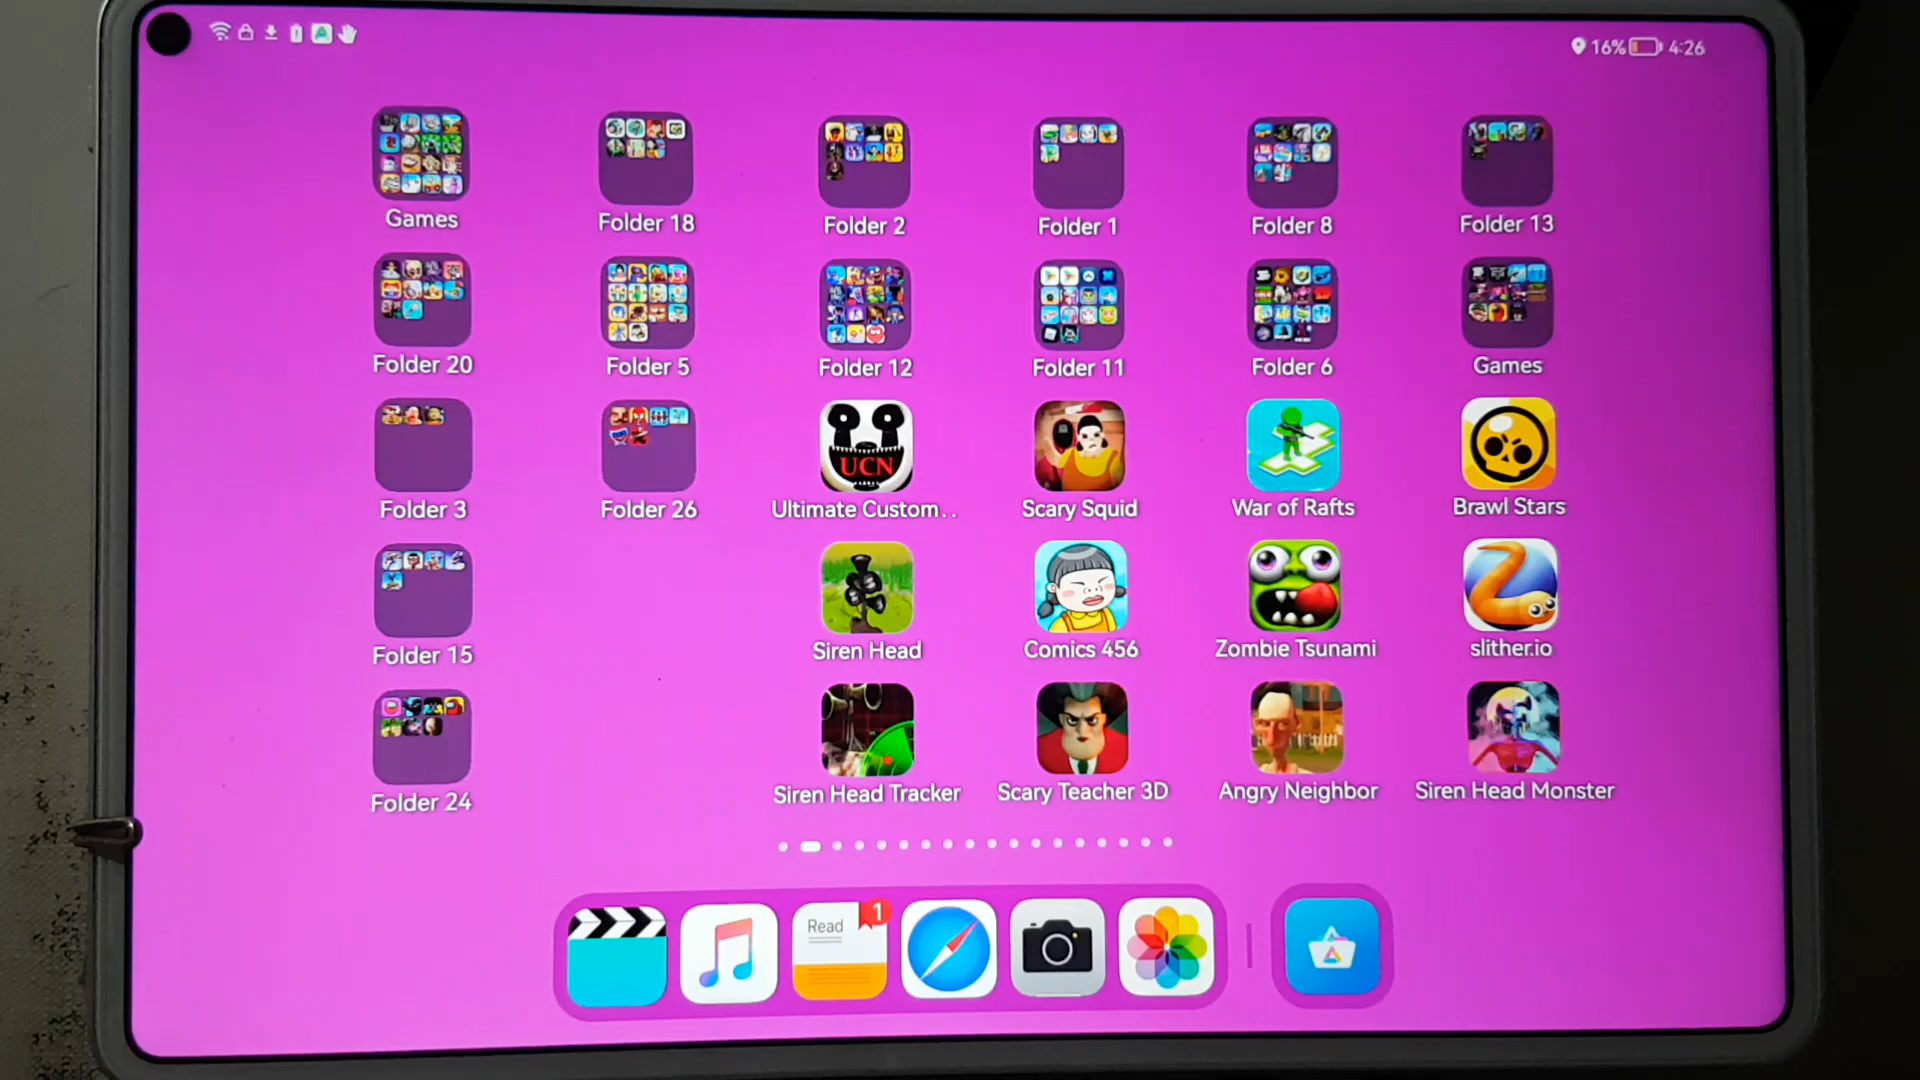 16% 4:26
Games Folder 18 Folder 2 Folder 1 Folder 8 Folder 13
Folder 20 Folder 5 Folder 12 Folder 11 Folder 6 Games
UCN
Folder 3 Folder 26 Ultimate Custom.. Scary Squid War of Rafts Brawl Stars
Folder 15 Siren Head Comics 456 Zombie Tsunami slither.io
Folder 24 Siren Head Tracker Scary Teacher 3D Angry Neighbor Siren Head Monster
Read 1